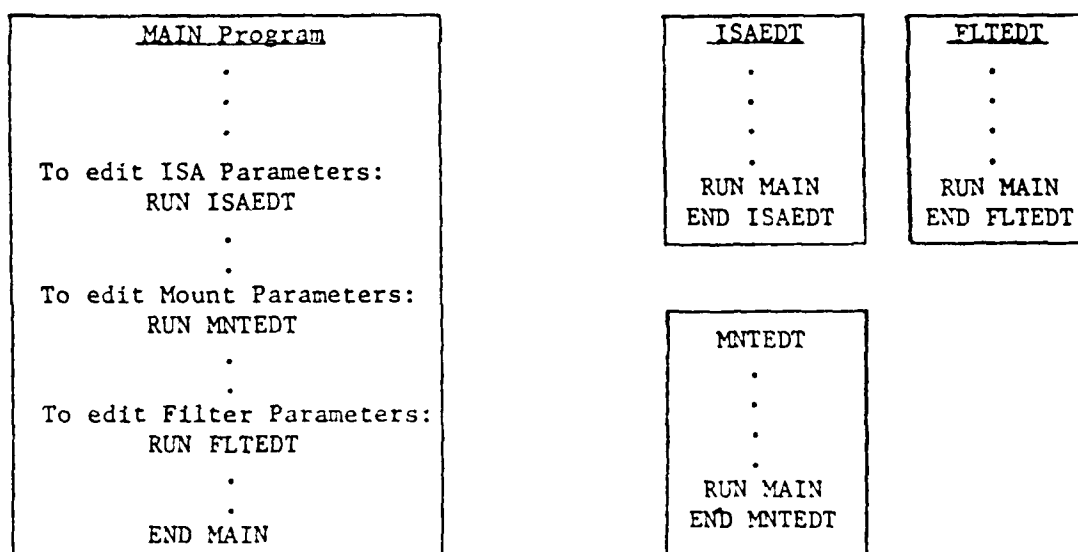 MAIN Program
.
.
.
To edit ISA Parameters:
RUN ISAEDT
.
.
To edit Mount Parameters:
RUN MNTEDT
.
.
To edit Filter Parameters:
RUN FLTEDT
.
.
END MAIN
ISAEDT
.
.
.
.
RUN MAIN
END ISAEDT
FLTEDT
.
.
.
.
RUN MAIN
END FLTEDT
MNTEDT
.
.
.
.
RUN MAIN
END MNTEDT